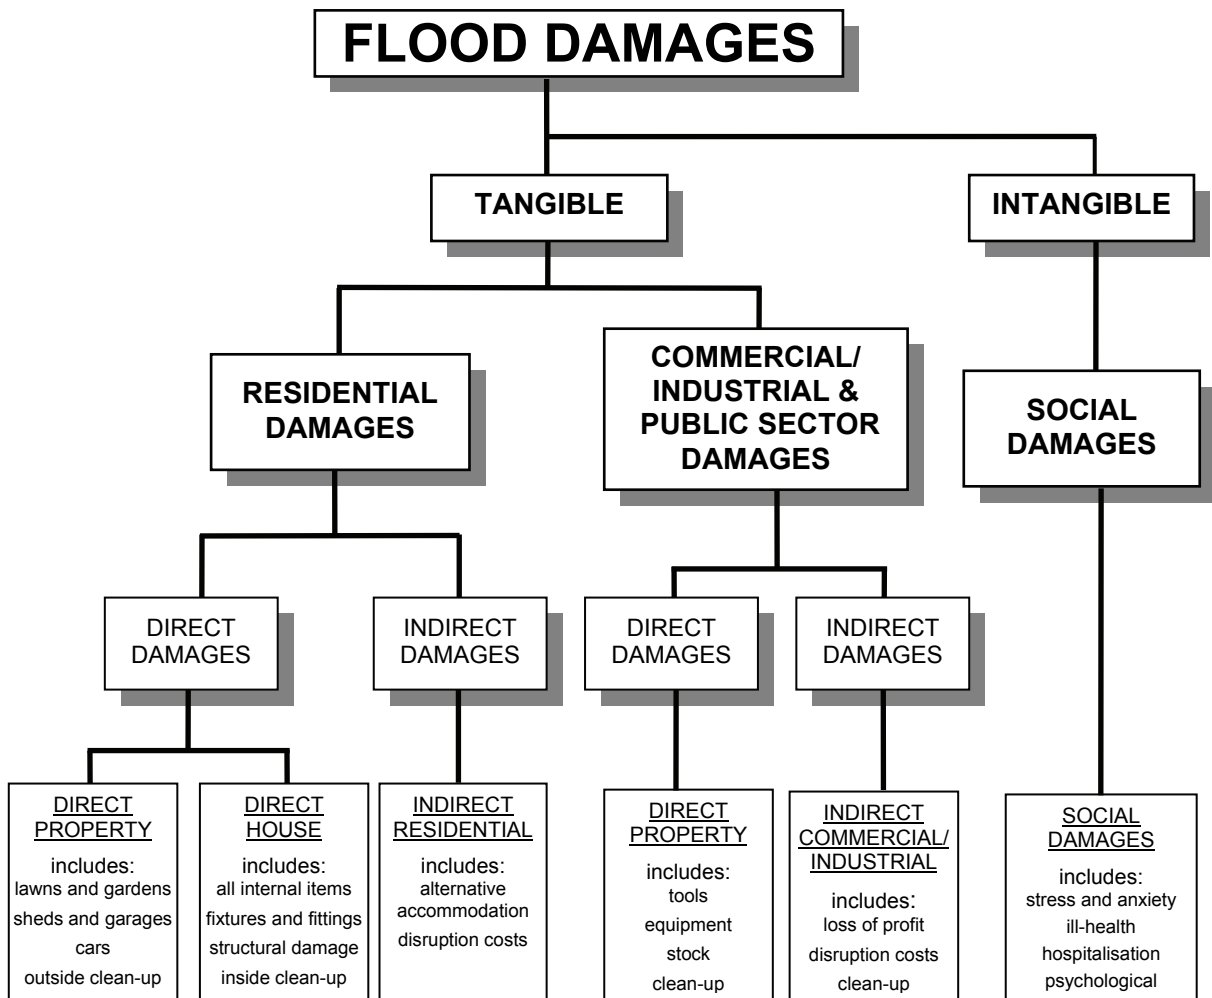 FLOOD DAMAGES
TANGIBLE
INTANGIBLE
RESIDENTIAL
DAMAGES
COMMERCIAL/
INDUSTRIAL &
PUBLIC SECTOR
DAMAGES
SOCIAL
DAMAGES
DIRECT
DAMAGES
INDIRECT
DAMAGES
DIRECT
DAMAGES
INDIRECT
DAMAGES
DIRECT
PROPERTY
includes:
lawns and gardens
sheds and garages
cars
outside clean-up
DIRECT
HOUSE
includes:
all internal items
fixtures and fittings
structural damage
inside clean-up
INDIRECT
RESIDENTIAL
includes:
alternative
accommodation
disruption costs
DIRECT
PROPERTY
includes:
tools
equipment
stock
clean-up
INDIRECT
COMMERCIAL/
INDUSTRIAL
includes:
loss of profit
disruption costs
clean-up
SOCIAL
DAMAGES
includes:
stress and anxiety
ill-health
hospitalisation
psychological